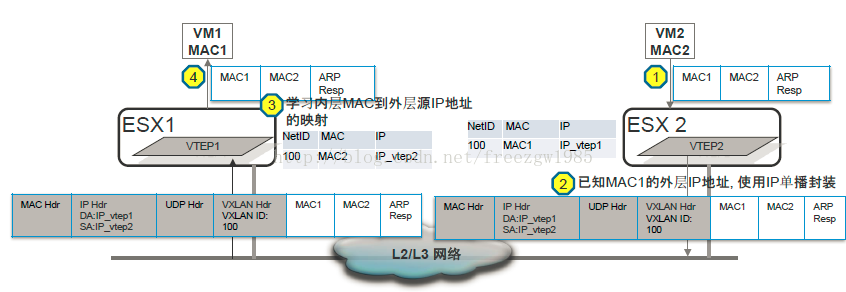 VM1
MAC1
VM2
MAC2
4
MAC1
MAC2
ARP
Resp
1
MAC1
MAC2
ARP
Resp
3
学习内层MAC到外层源IP地址
的映射
ESX1
VTEP1
NetID
MAC
IP
100
MAC2
IP_vtep2
NetID
MAC
IP
100
MAC1
IP_vtep1
ESX 2
VTEP2
2
已知MAC1的外层IP地址, 使用IP单播封装
MAC Hdr
IP Hdr
DA:IP_vtep1
SA:IP_vtep2
UDP Hdr
VXLAN Hdr
VXLAN ID:
100
MAC1
MAC2
ARP
Resp
MAC Hdr
IP Hdr
DA:IP_vtep1
SA:IP_vtep2
UDP Hdr
VXLAN Hdr
VXLAN ID:
100
MAC1
MAC2
ARP
Resp
L2/L3 网络